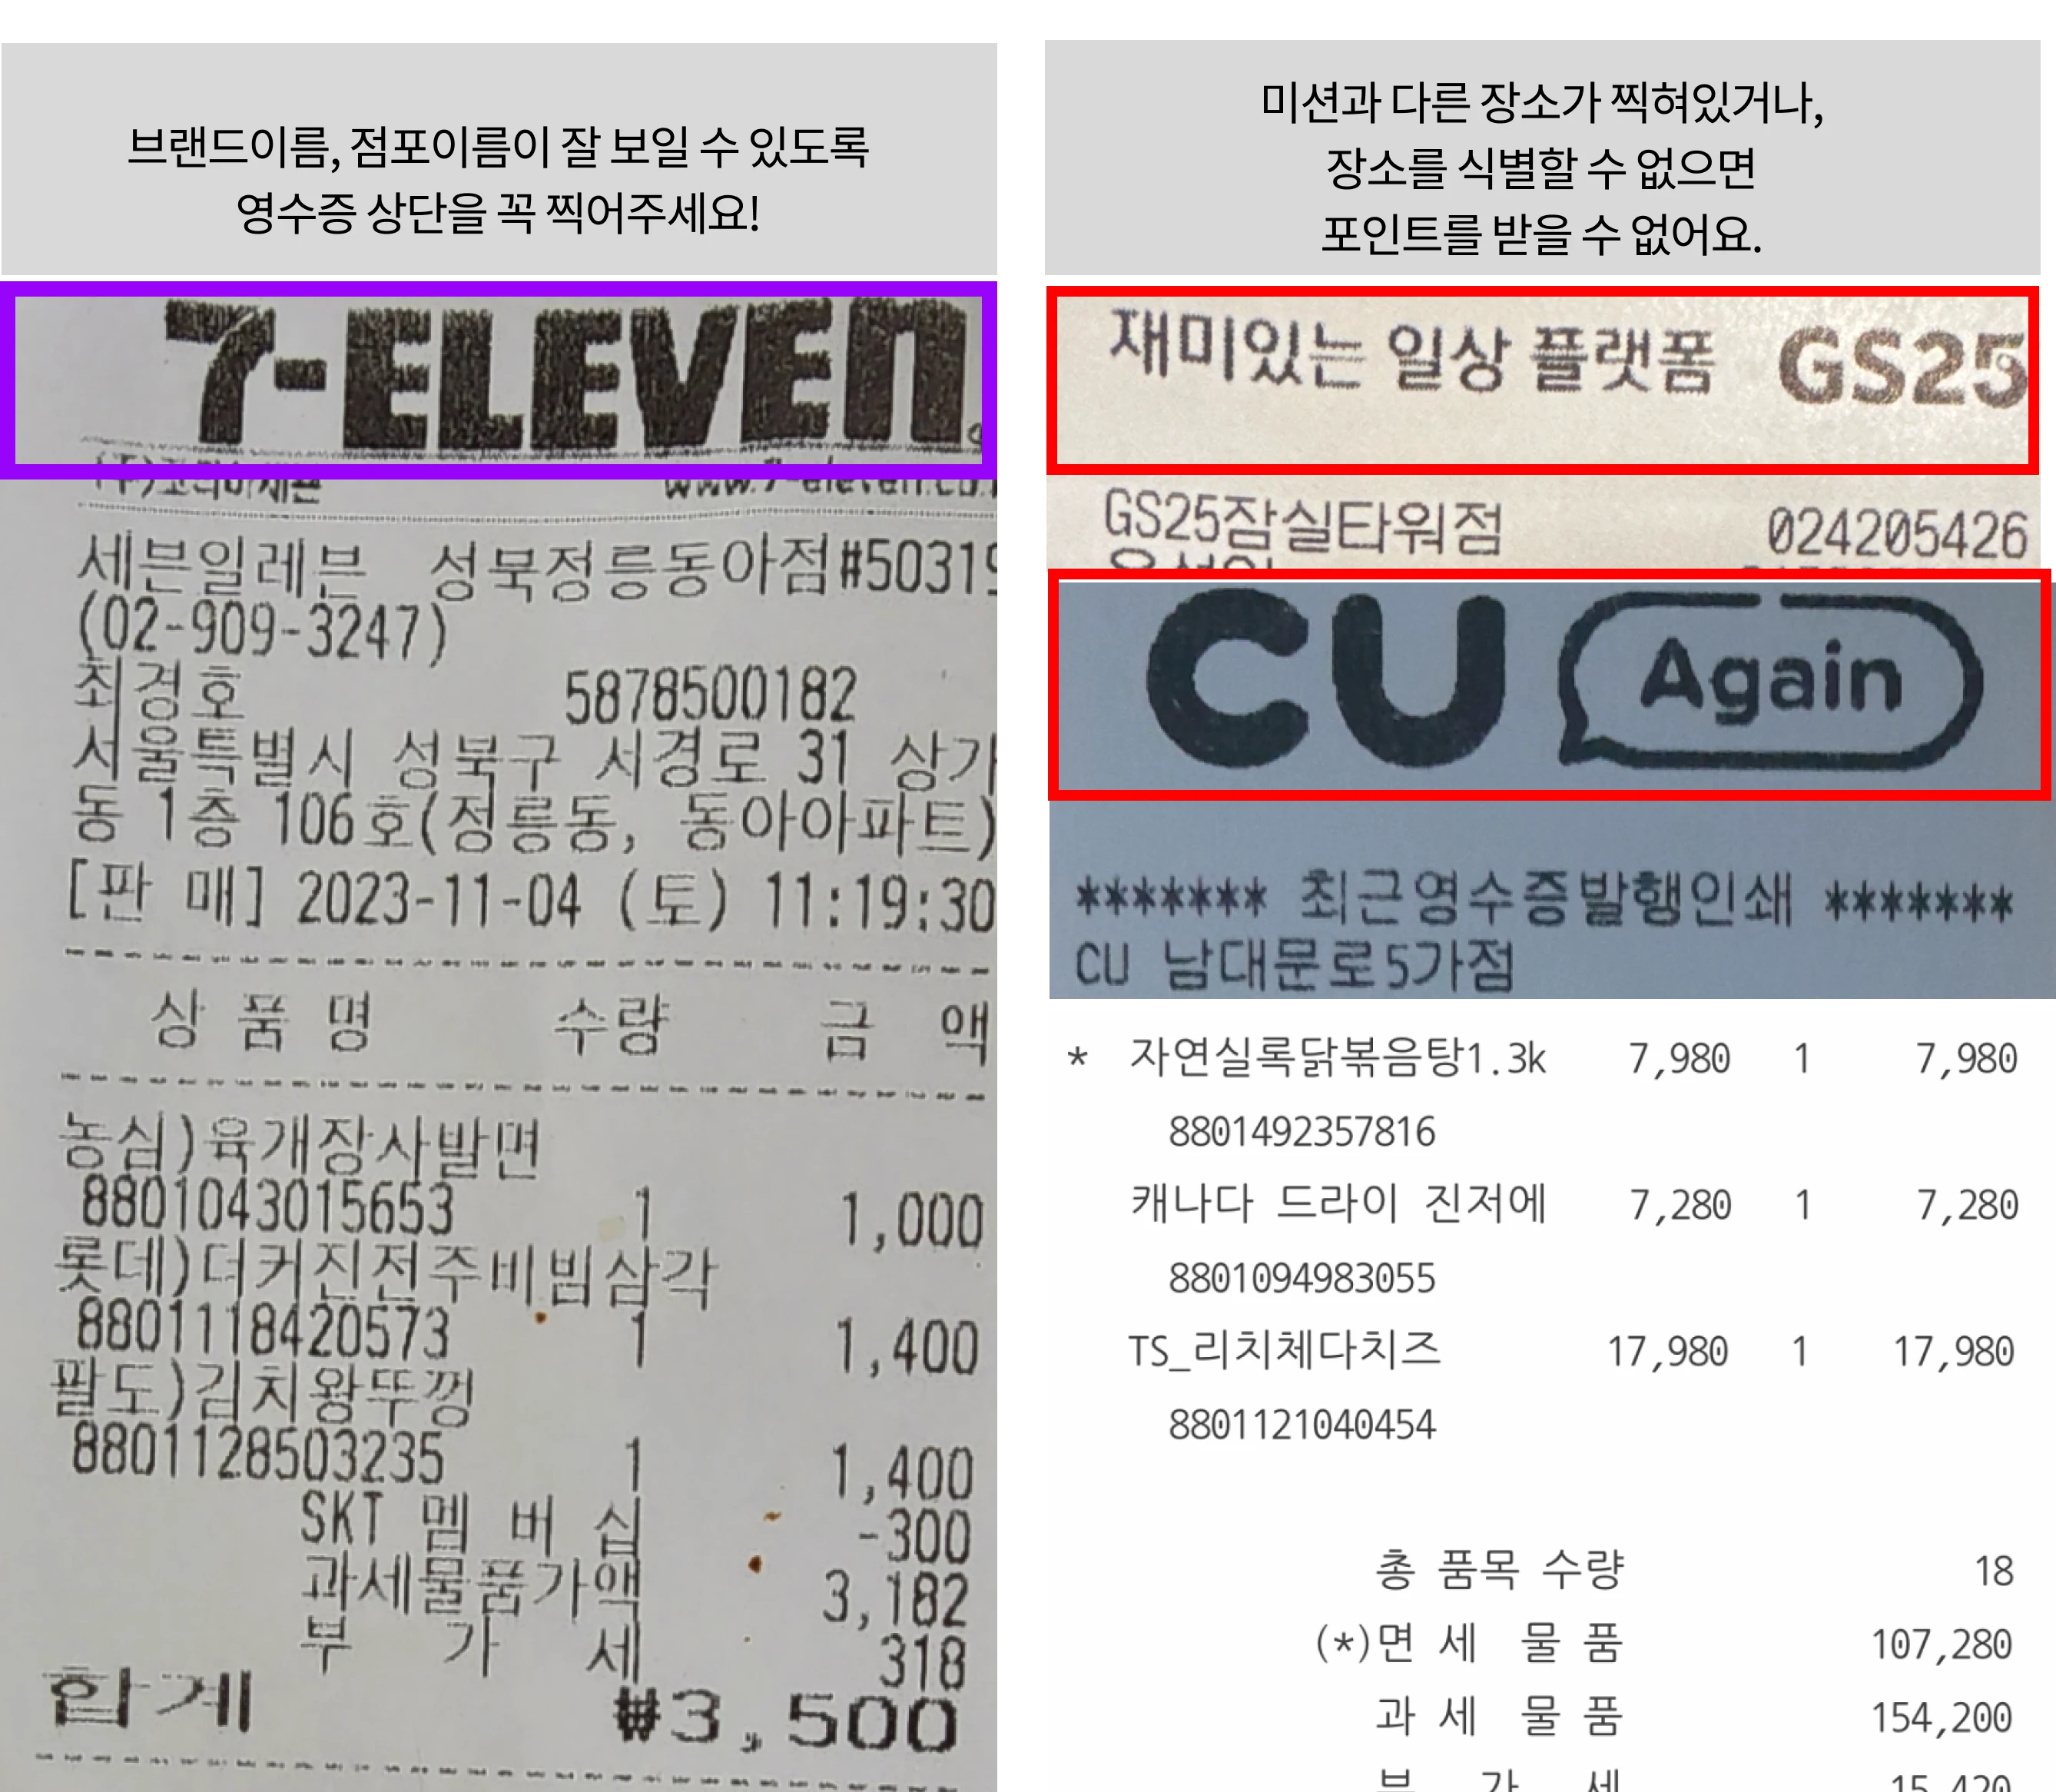 브랜드이름, 점포이름이 잘 보일 수 있도록
영수증 상단을 꼭 찍어주세요!
7-ELEVEN
세븐일레븐 성북정릉동아점#50319
(02-909-3247)
최경호 5878500182
서울특별시 성북구 서경로 31 상가
동 1층 106호(정릉동, 동아아파트)
[판 매] 2023-11-04 (토) 11:19:30
상 품 명 수량 금 액
농심)육개장사발면
8801043015653 1 1,000
롯데)더커진전주비빔삼각
8801118420573 1 1,400
팔도)김치왕뚜껑
8801128503235 1 1,400
SKT 멤 버 십 -300
과세물품가액 3,182
부 가 세 318
합계 ₩3,500
미션과 다른 장소가 찍혀있거나,
장소를 식별할 수 없으면
포인트를 받을 수 없어요.
재미있는 일상 플랫폼 GS25
GS25잠실타워점 024205426
CU Again
******* 최근영수증발행인쇄 *******
CU 남대문로5가점
* 자연실록닭볶음탕1.3k 7,980 1 7,980
8801492357816
캐나다 드라이 진저에 7,280 1 7,280
8801094983055
TS_리치체다치즈 17,980 1 17,980
8801121040454
총 품목 수량 18
(*)면 세 물 품 107,280
과 세 물 품 154,200
부 가 세 15,420